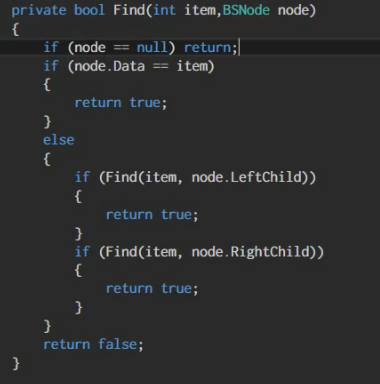 private bool Find(int item,BSNode node)
{
    if (node == null) return;
    if (node.Data == item)
    {
        return true;
    }
    else
    {
        if (Find(item, node.LeftChild))
        {
            return true;
        }
        if (Find(item, node.RightChild))
        {
            return true;
        }
    }
    return false;
}